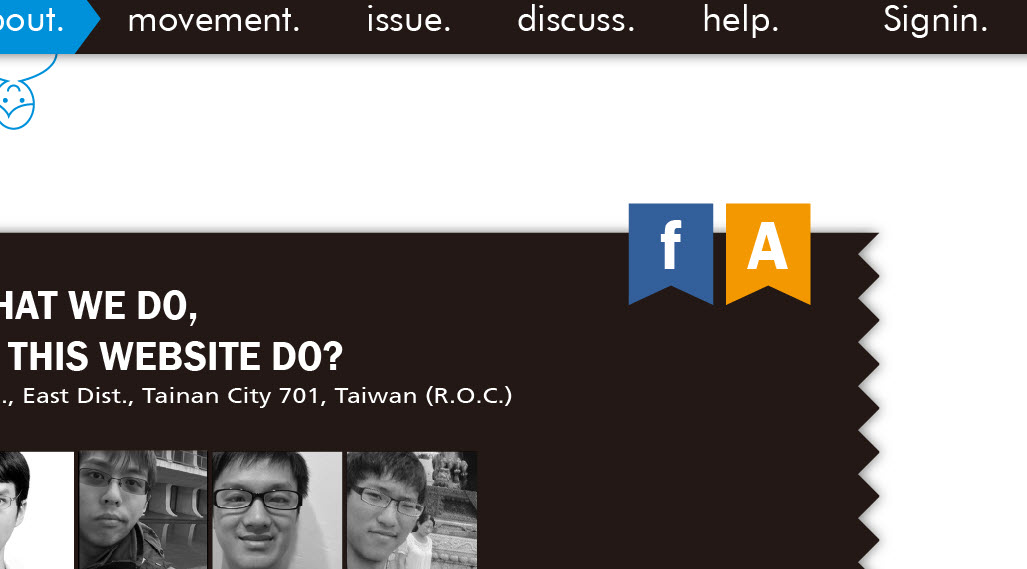 bout. movement. issue. discuss. help. Signin.
f A
HAT WE DO,
THIS WEBSITE DO?
., East Dist., Tainan City 701, Taiwan (R.O.C.)